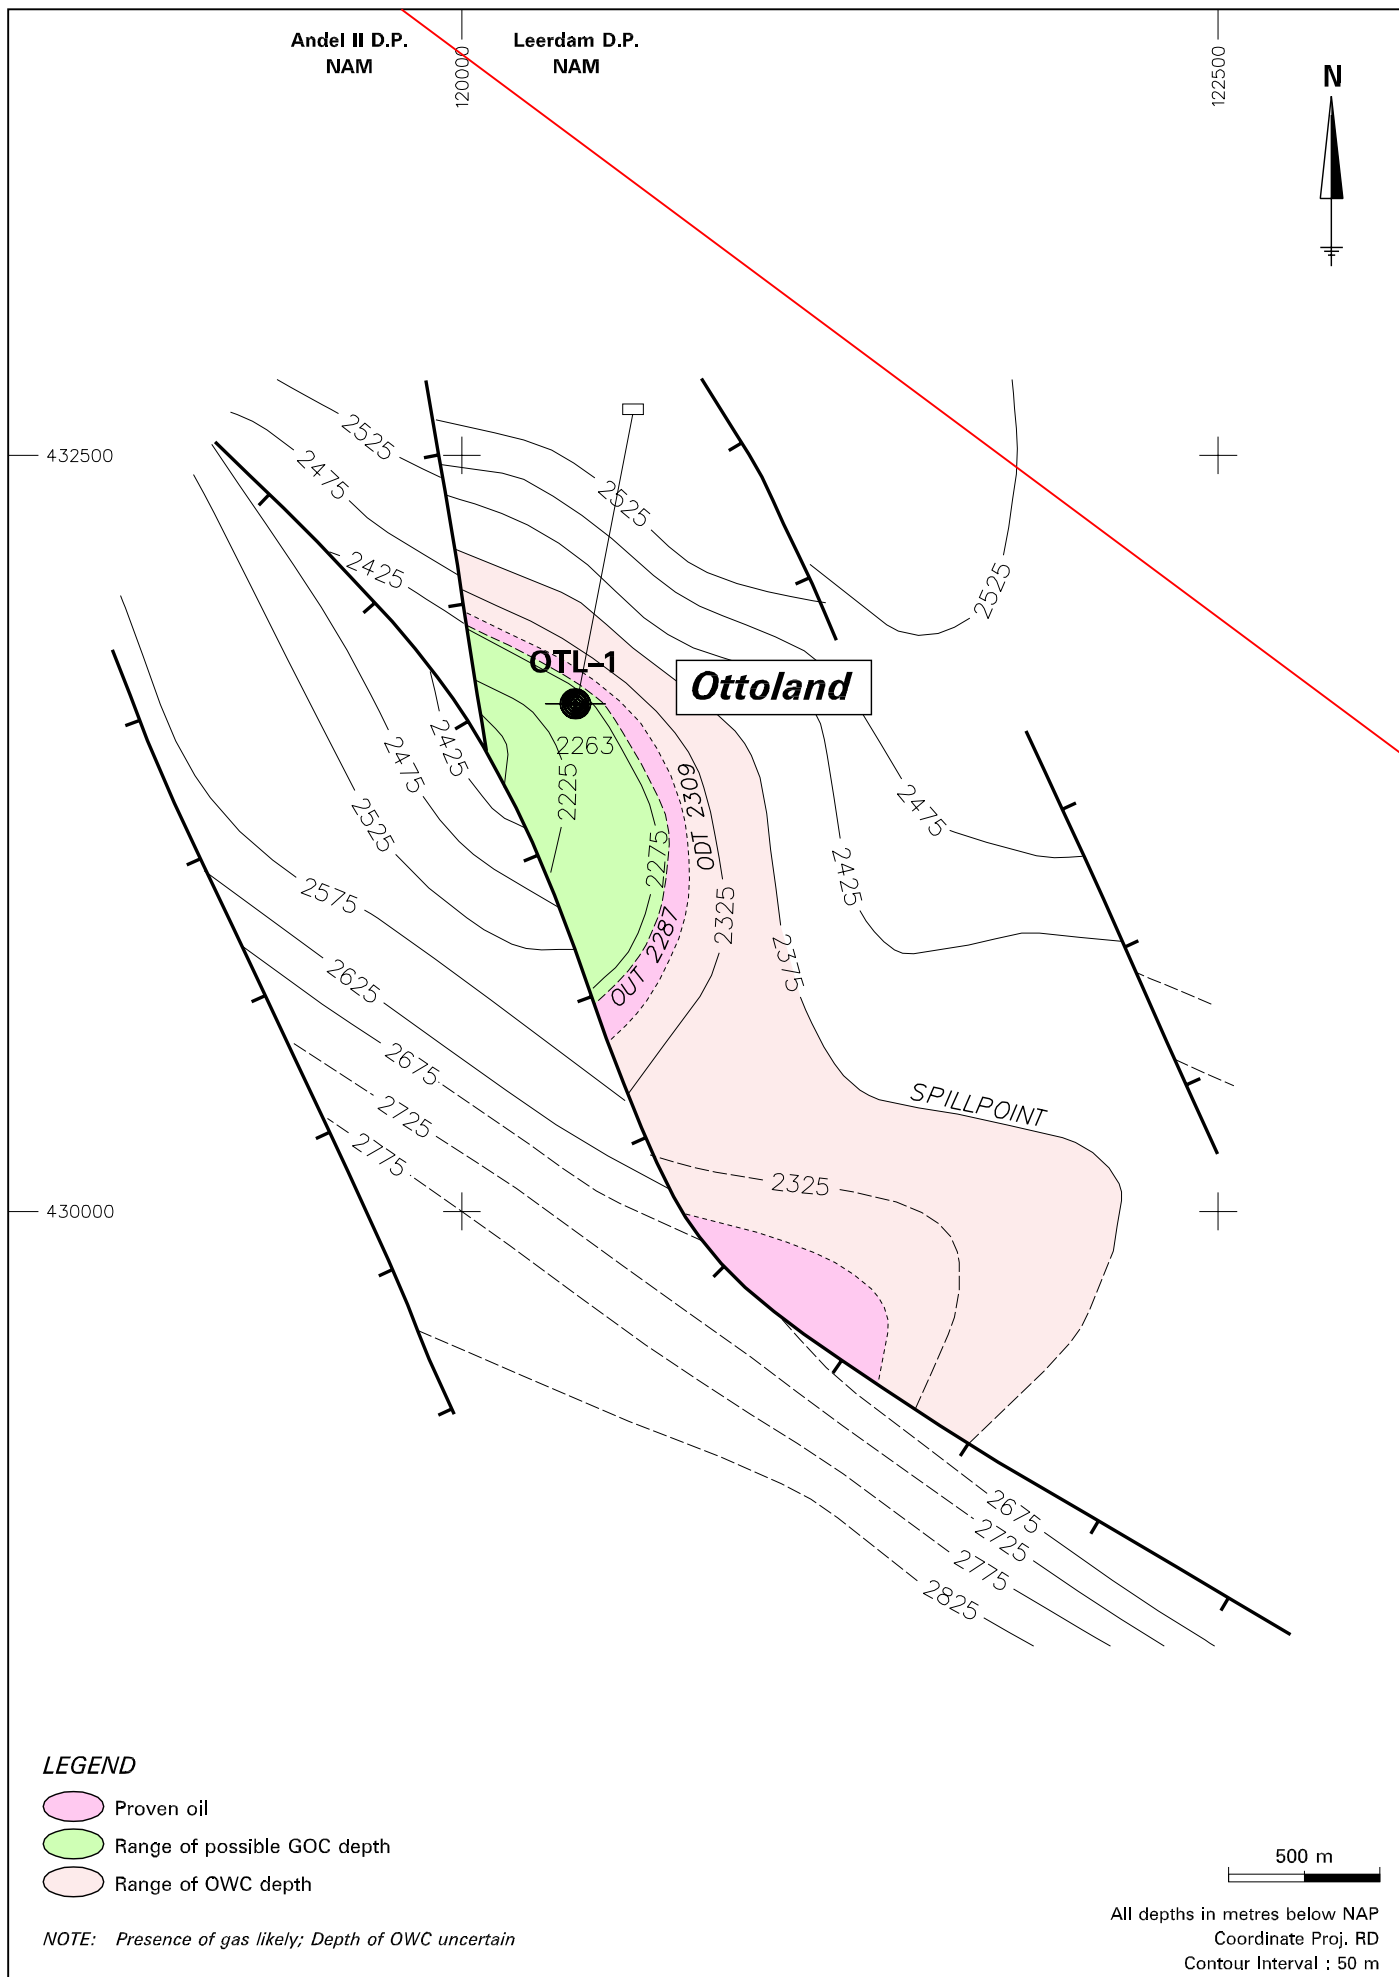 Andel II D.P.
NAM
Leerdam D.P.
NAM
120000
122500
N
2525
2475
432500
2525
2425
2525
OTL–1
Ottoland
2263
2425
2475
2225
ODT 2309
2475
2525
2275
2425
2575
2325
OUT 2287
2375
2625
2675
SPILLPOINT
2725
2775
2325
430000
2675
2725
2775
2825
LEGEND
Proven oil
Range of possible GOC depth
Range of OWC depth
NOTE: Presence of gas likely; Depth of OWC uncertain
500 m
All depths in metres below NAP
Coordinate Proj. RD
Contour Interval : 50 m